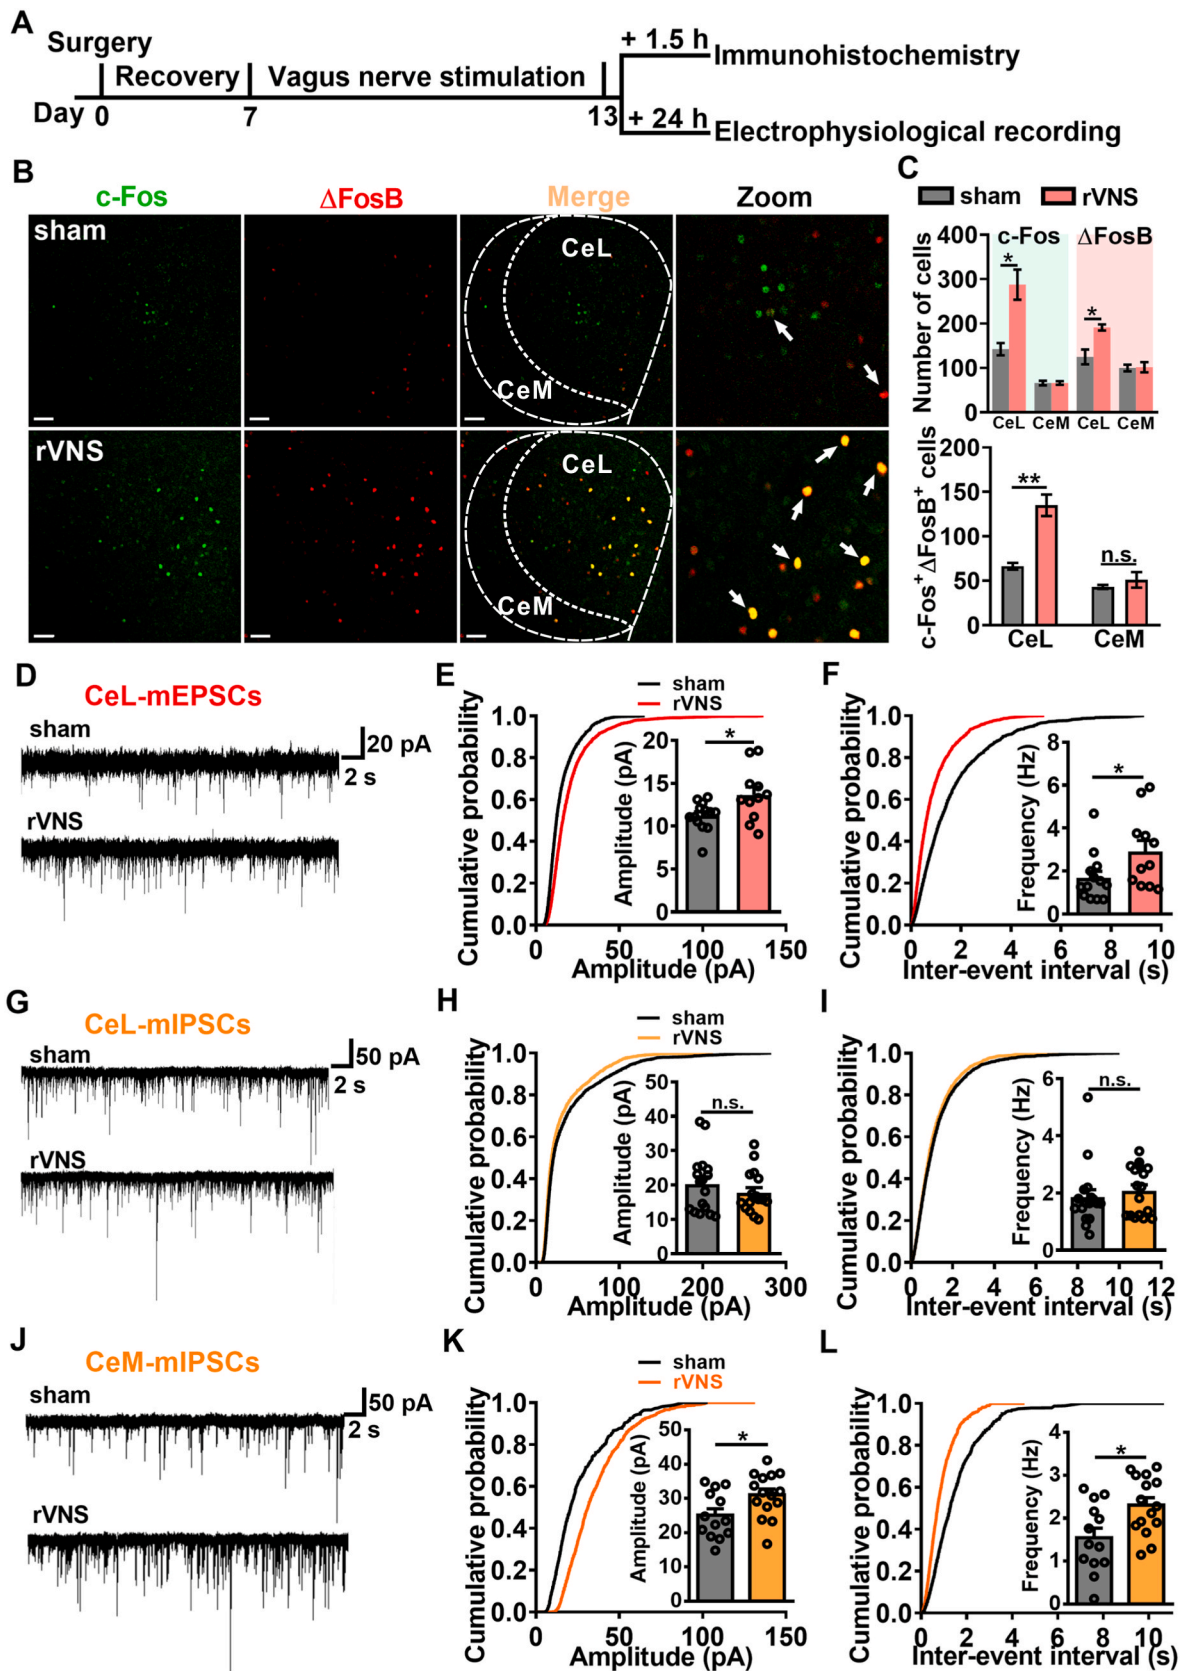 A
Surgery
Recovery
Vagus nerve stimulation
Day 0
7
13
+ 1.5 h
Immunohistochemistry
+ 24 h
Electrophysiological recording
B
c-Fos
ΔFosB
Merge
Zoom
sham
CeL
CeM
rVNS
CeL
CeM
C
sham
rVNS
c-Fos
ΔFosB
Number of cells
400
300
200
100
0
*
*
CeL
CeM
CeL
CeM
c-Fos⁺ΔFosB⁺ cells
200
150
100
50
0
**
n.s.
CeL
CeM
D
CeL-mEPSCs
sham
20 pA
2 s
rVNS
E
sham
rVNS
Cumulative probability
1.0
0.8
0.6
0.4
0.2
0.0
0
50
100
150
Amplitude (pA)
Amplitude (pA)
20
15
10
5
0
*
F
Cumulative probability
1.0
0.8
0.6
0.4
0.2
0.0
0
2
4
6
8
10
Inter-event interval (s)
Frequency (Hz)
8
6
4
2
0
*
G
CeL-mIPSCs
sham
50 pA
2 s
rVNS
H
sham
rVNS
Cumulative probability
1.0
0.8
0.6
0.4
0.2
0.0
0
100
200
300
Amplitude (pA)
Amplitude (pA)
50
40
30
20
10
0
n.s.
I
Cumulative probability
1.0
0.8
0.6
0.4
0.2
0.0
0
2
4
6
8
10
12
Inter-event interval (s)
Frequency (Hz)
6
4
2
0
n.s.
J
CeM-mIPSCs
sham
50 pA
2 s
rVNS
K
sham
rVNS
Cumulative probability
1.0
0.8
0.6
0.4
0.2
0.0
0
50
100
150
Amplitude (pA)
Amplitude (pA)
50
40
30
20
10
0
*
L
Cumulative probability
1.0
0.8
0.6
0.4
0.2
0.0
0
2
4
6
8
10
Inter-event interval (s)
Frequency (Hz)
4
3
2
1
0
*